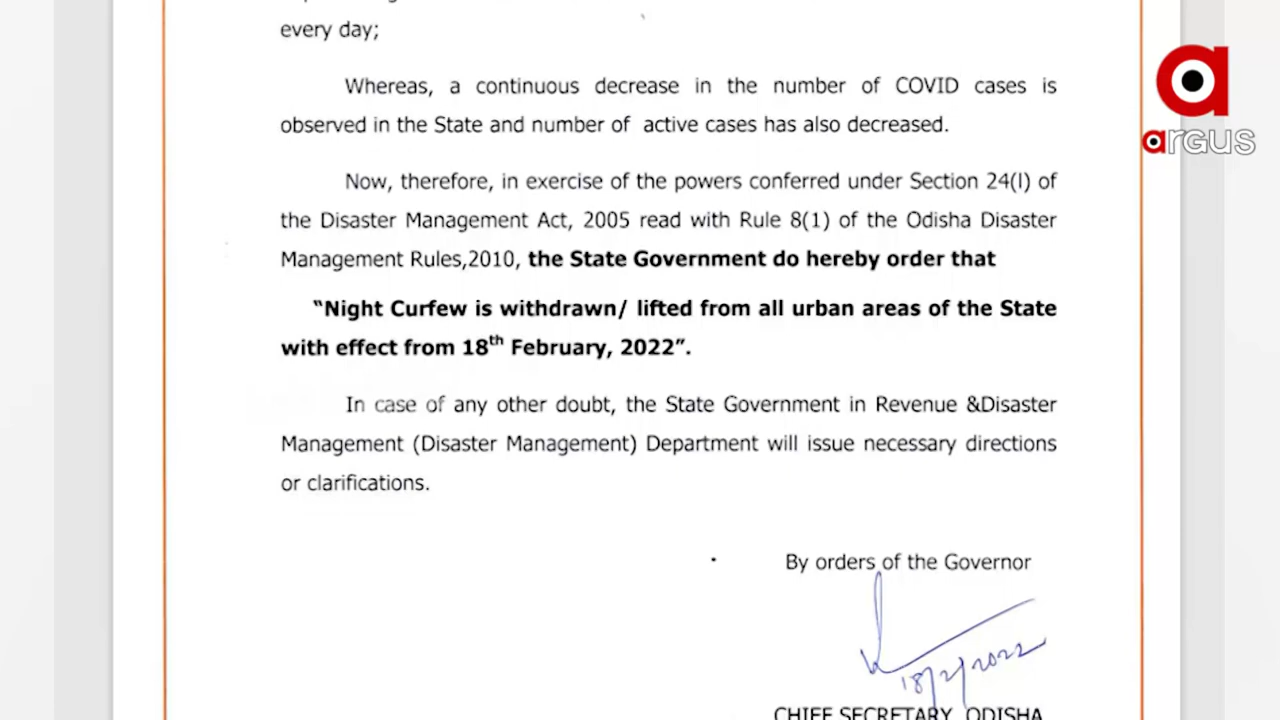 every day;
Whereas, a continuous decrease in the number of COVID cases is
observed in the State and number of active cases has also decreased.
Now, therefore, in exercise of the powers conferred under Section 24(l) of
the Disaster Management Act, 2005 read with Rule 8(1) of the Odisha Disaster
Management Rules,2010, the State Government do hereby order that
“Night Curfew is withdrawn/ lifted from all urban areas of the State
with effect from 18th February, 2022”.
In case of any other doubt, the State Government in Revenue &Disaster
Management (Disaster Management) Department will issue necessary directions
or clarifications.
By orders of the Governor
18/2/2022
CHIEF SECRETARY, ODISHA
a
argus